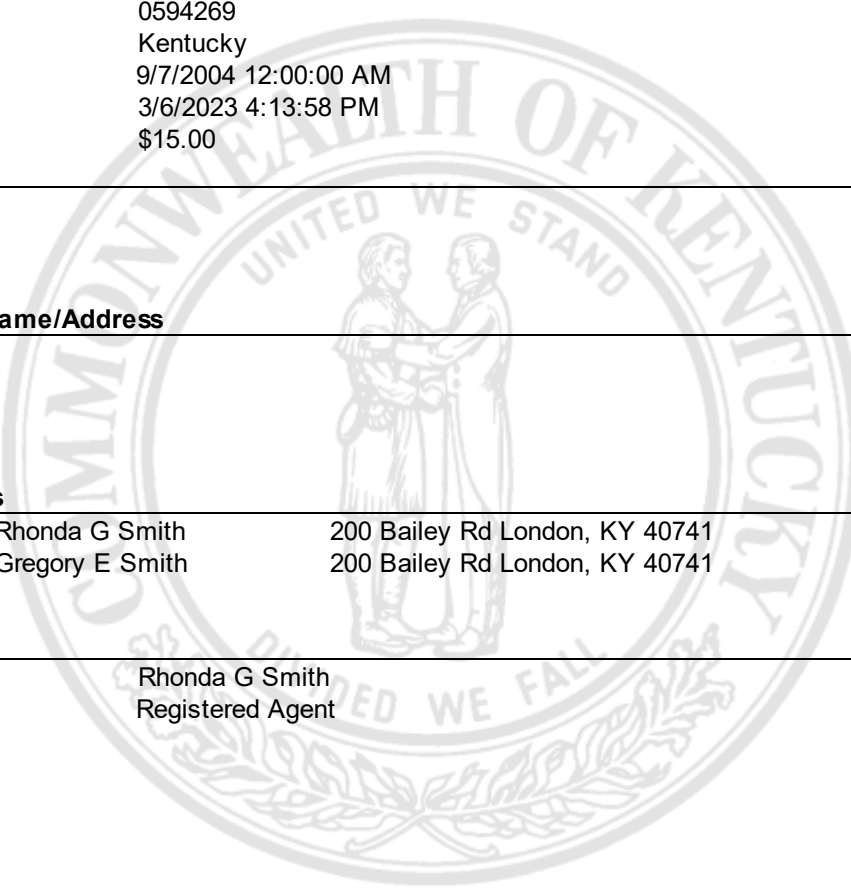 0594269
Kentucky
9/7/2004 12:00:00 AM
3/6/2023 4:13:58 PM
$15.00
COMMONWEALTH OF KENTUCKY
UNITED WE STAND
ame/Address
s
Rhonda G Smith 200 Bailey Rd London, KY 40741
Gregory E Smith 200 Bailey Rd London, KY 40741
DIVIDED WE FALL
Rhonda G Smith
Registered Agent